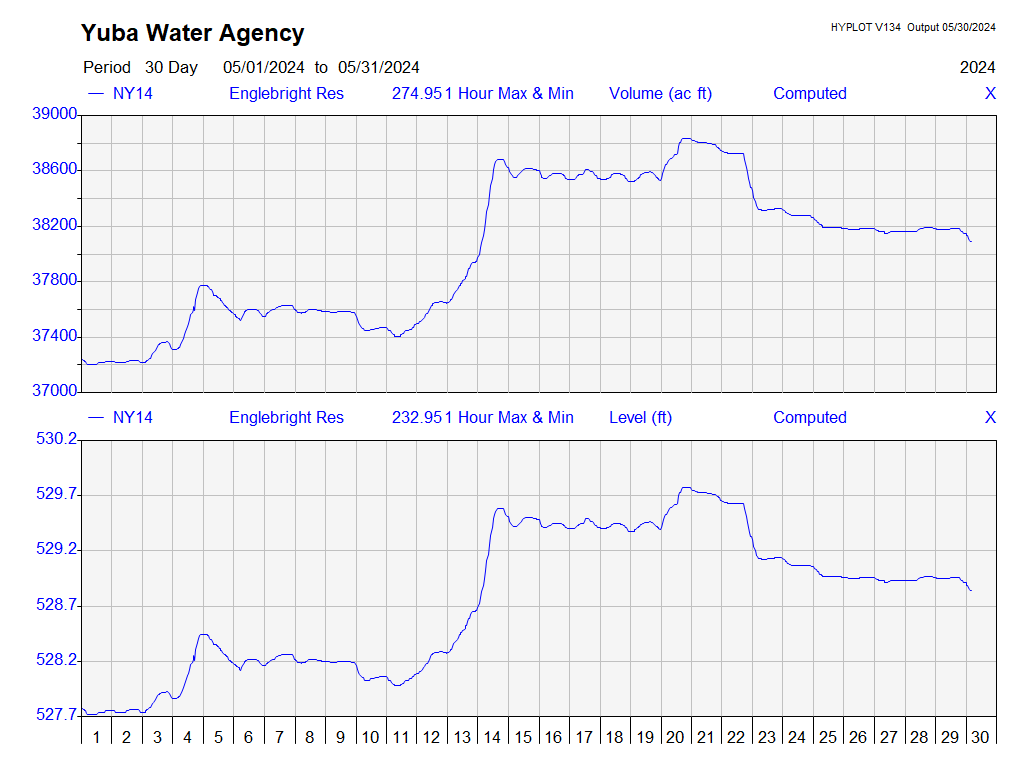 Yuba Water Agency
HYPLOT V134 Output 05/30/2024
Period 30 Day 05/01/2024 to 05/31/2024 2024
NY14 Englebright Res 274.951 Hour Max & Min Volume (ac ft) Computed X
39000
38600
38200
37800
37400
37000
NY14 Englebright Res 232.951 Hour Max & Min Level (ft) Computed X
530.2
529.7
529.2
528.7
528.2
527.7
1 2 3 4 5 6 7 8 9 10 11 12 13 14 15 16 17 18 19 20 21 22 23 24 25 26 27 28 29 30